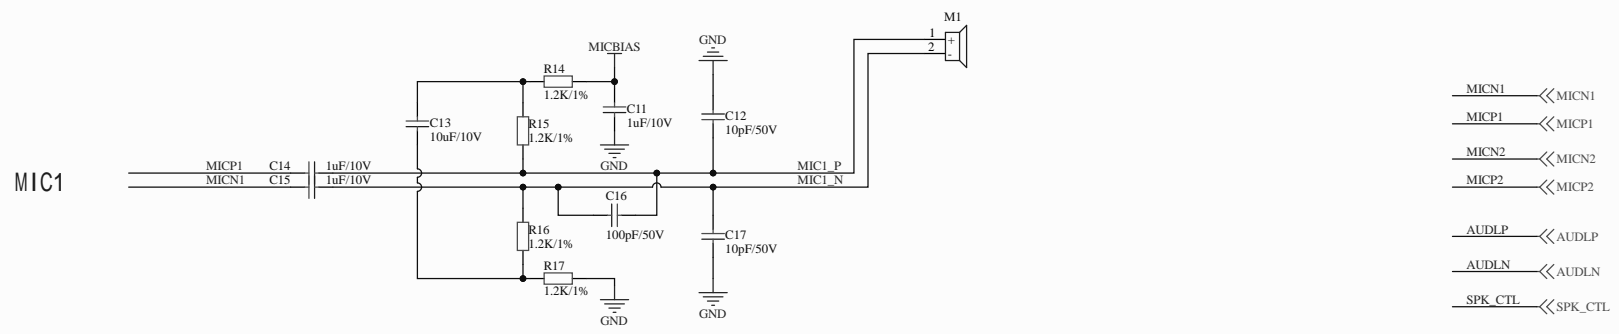 M1
1
+
2
-
GND
MICBIAS
R14
1.2K/1%
C11
1uF/10V
GND
C12
10pF/50V
C13
10uF/10V
R15
1.2K/1%
MIC1
MICP1
C14
1uF/10V
MICN1
C15
1uF/10V
MIC1_P
MIC1_N
C16
100pF/50V
R16
1.2K/1%
C17
10pF/50V
R17
1.2K/1%
GND
GND
MICN1 MICN1
MICP1 MICP1
MICN2 MICN2
MICP2 MICP2
AUDLP AUDLP
AUDLN AUDLN
SPK_CTL SPK_CTL